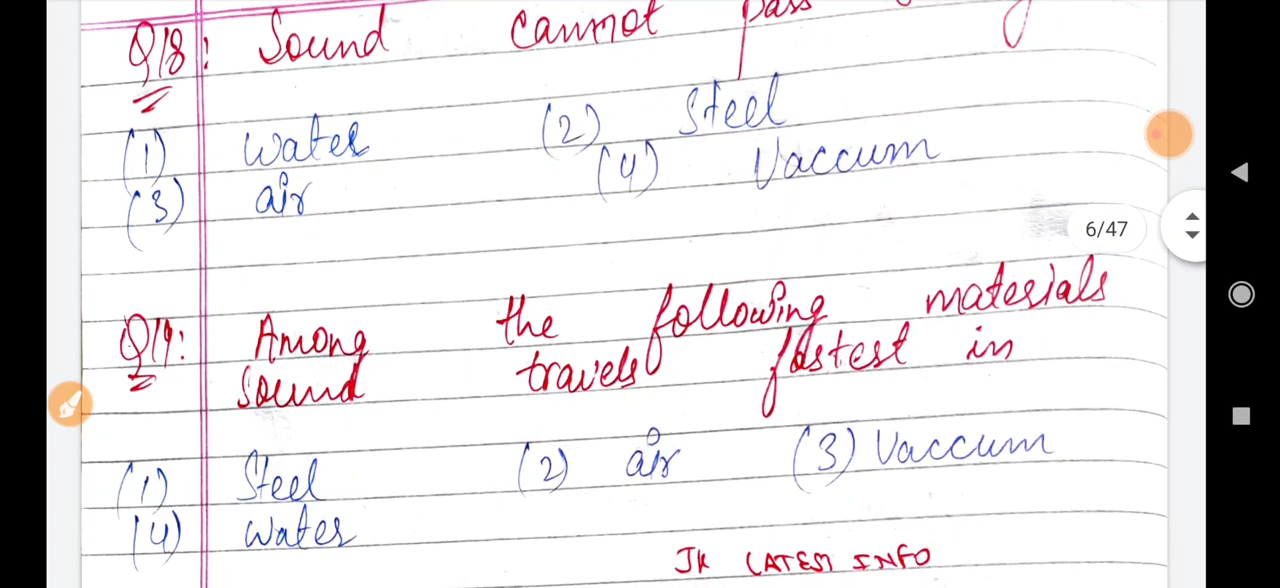 Q18: Sound cannot pass
(1) Water (2) Steel
(3) air (4) Vaccum
6/47
Q19: Among the following materials
sound travels fastest in
(1) Steel (2) air (3) Vaccum
(4) Water
JK LATEST INFO